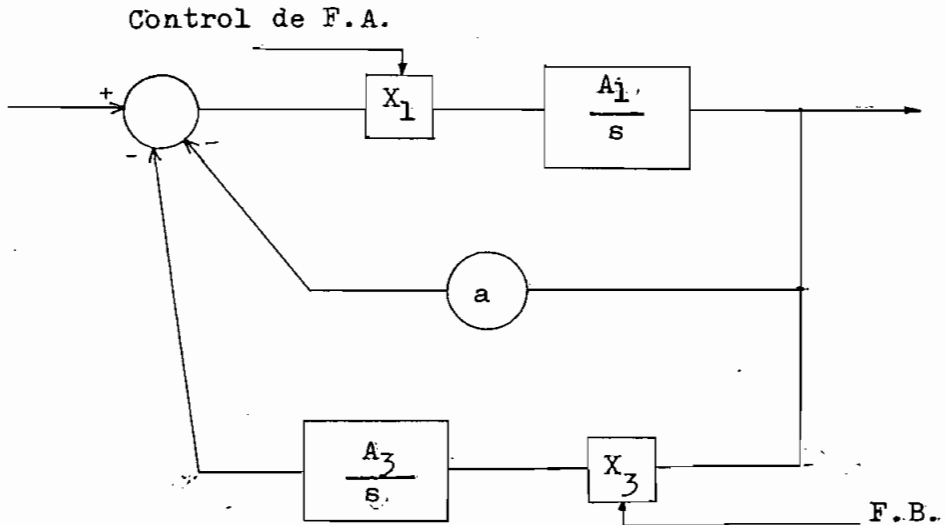 Control de F.A.
+
X1
A1
s
-
-
a
A3
s
X3
F.B.